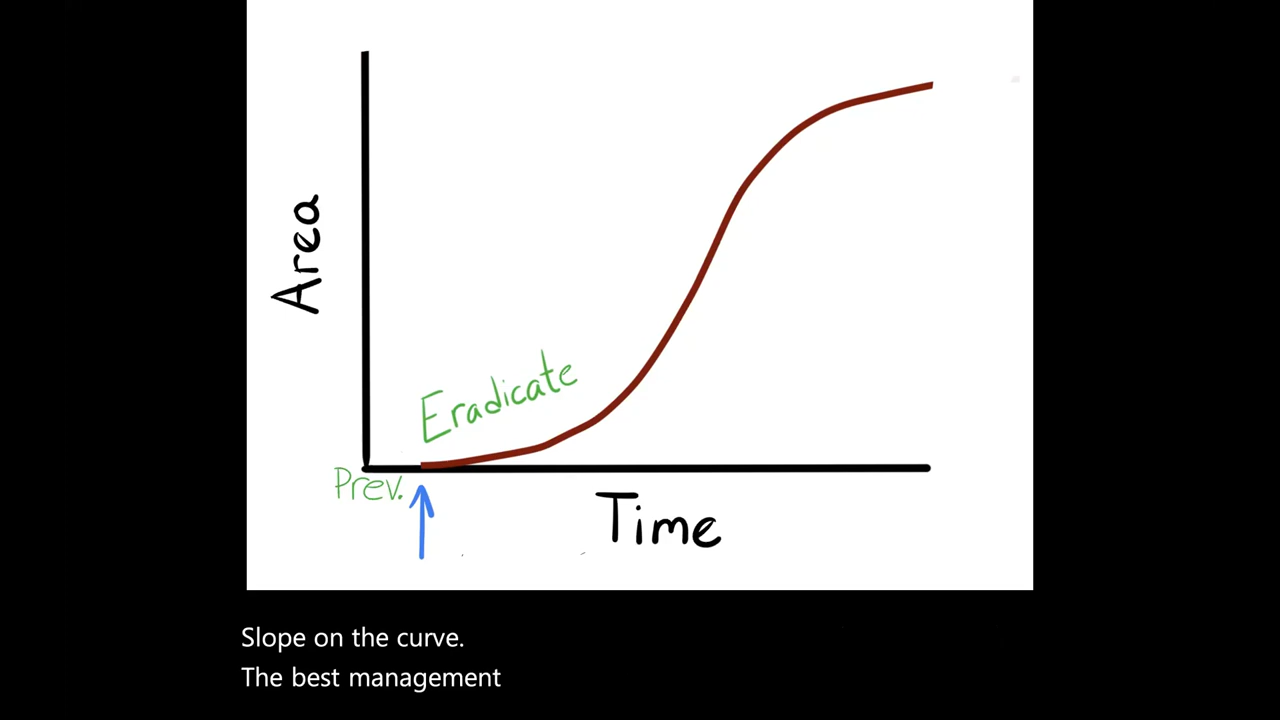 Area
Eradicate
Prev.
Time
Slope on the curve.
The best management